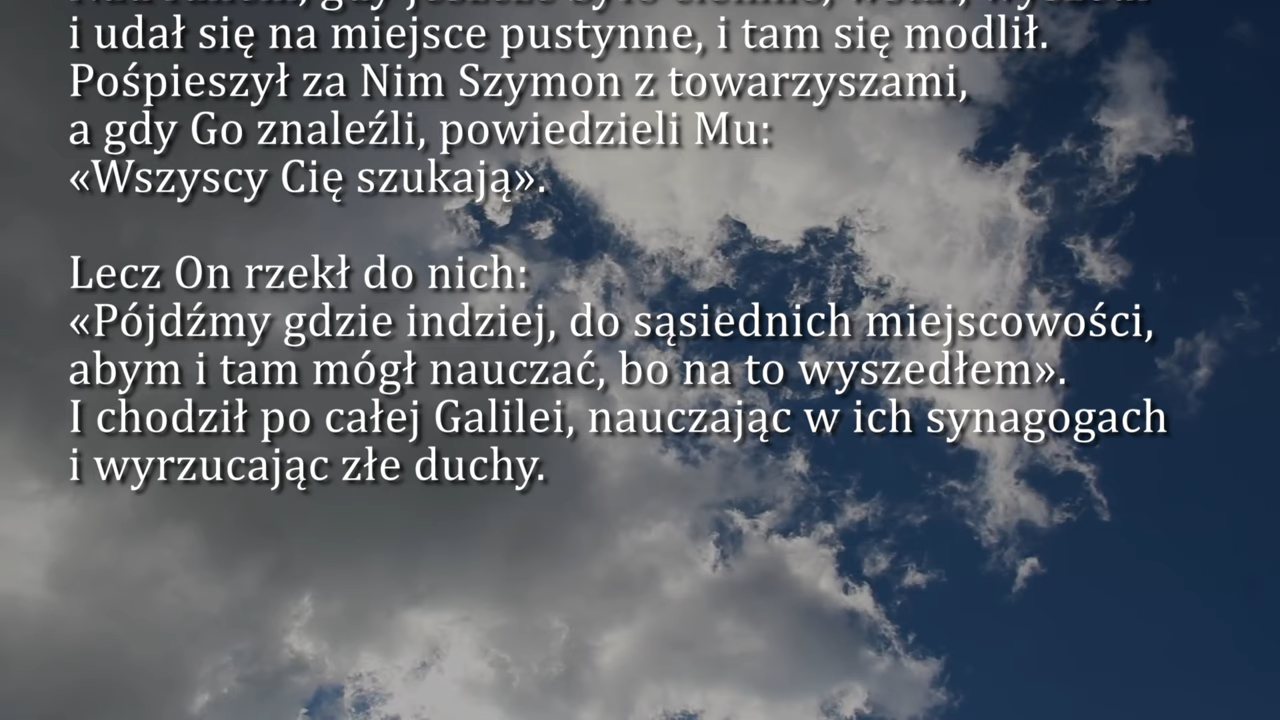 i udał się na miejsce pustynne, i tam się modlił.
Pośpieszył za Nim Szymon z towarzyszami,
a gdy Go znaleźli, powiedzieli Mu:
«Wszyscy Cię szukają».
Lecz On rzekł do nich:
«Pójdźmy gdzie indziej, do sąsiednich miejscowości,
abym i tam mógł nauczać, bo na to wyszedłem».
I chodził po całej Galilei, nauczając w ich synagogach
i wyrzucając złe duchy.